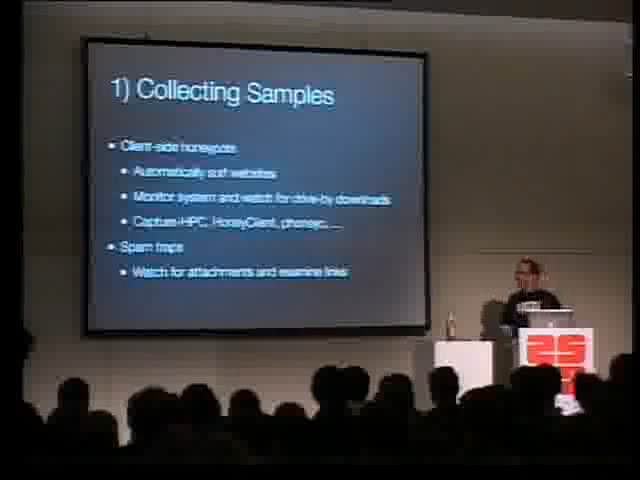 1) Collecting Samples
• Client-side honeypots
• Automatically surf websites
• Monitor system and watch for drive-by downloads
• Capture-HPC, HoneyClient, phoneyc, ...
• Spam traps
• Watch for attachments and examine links
25